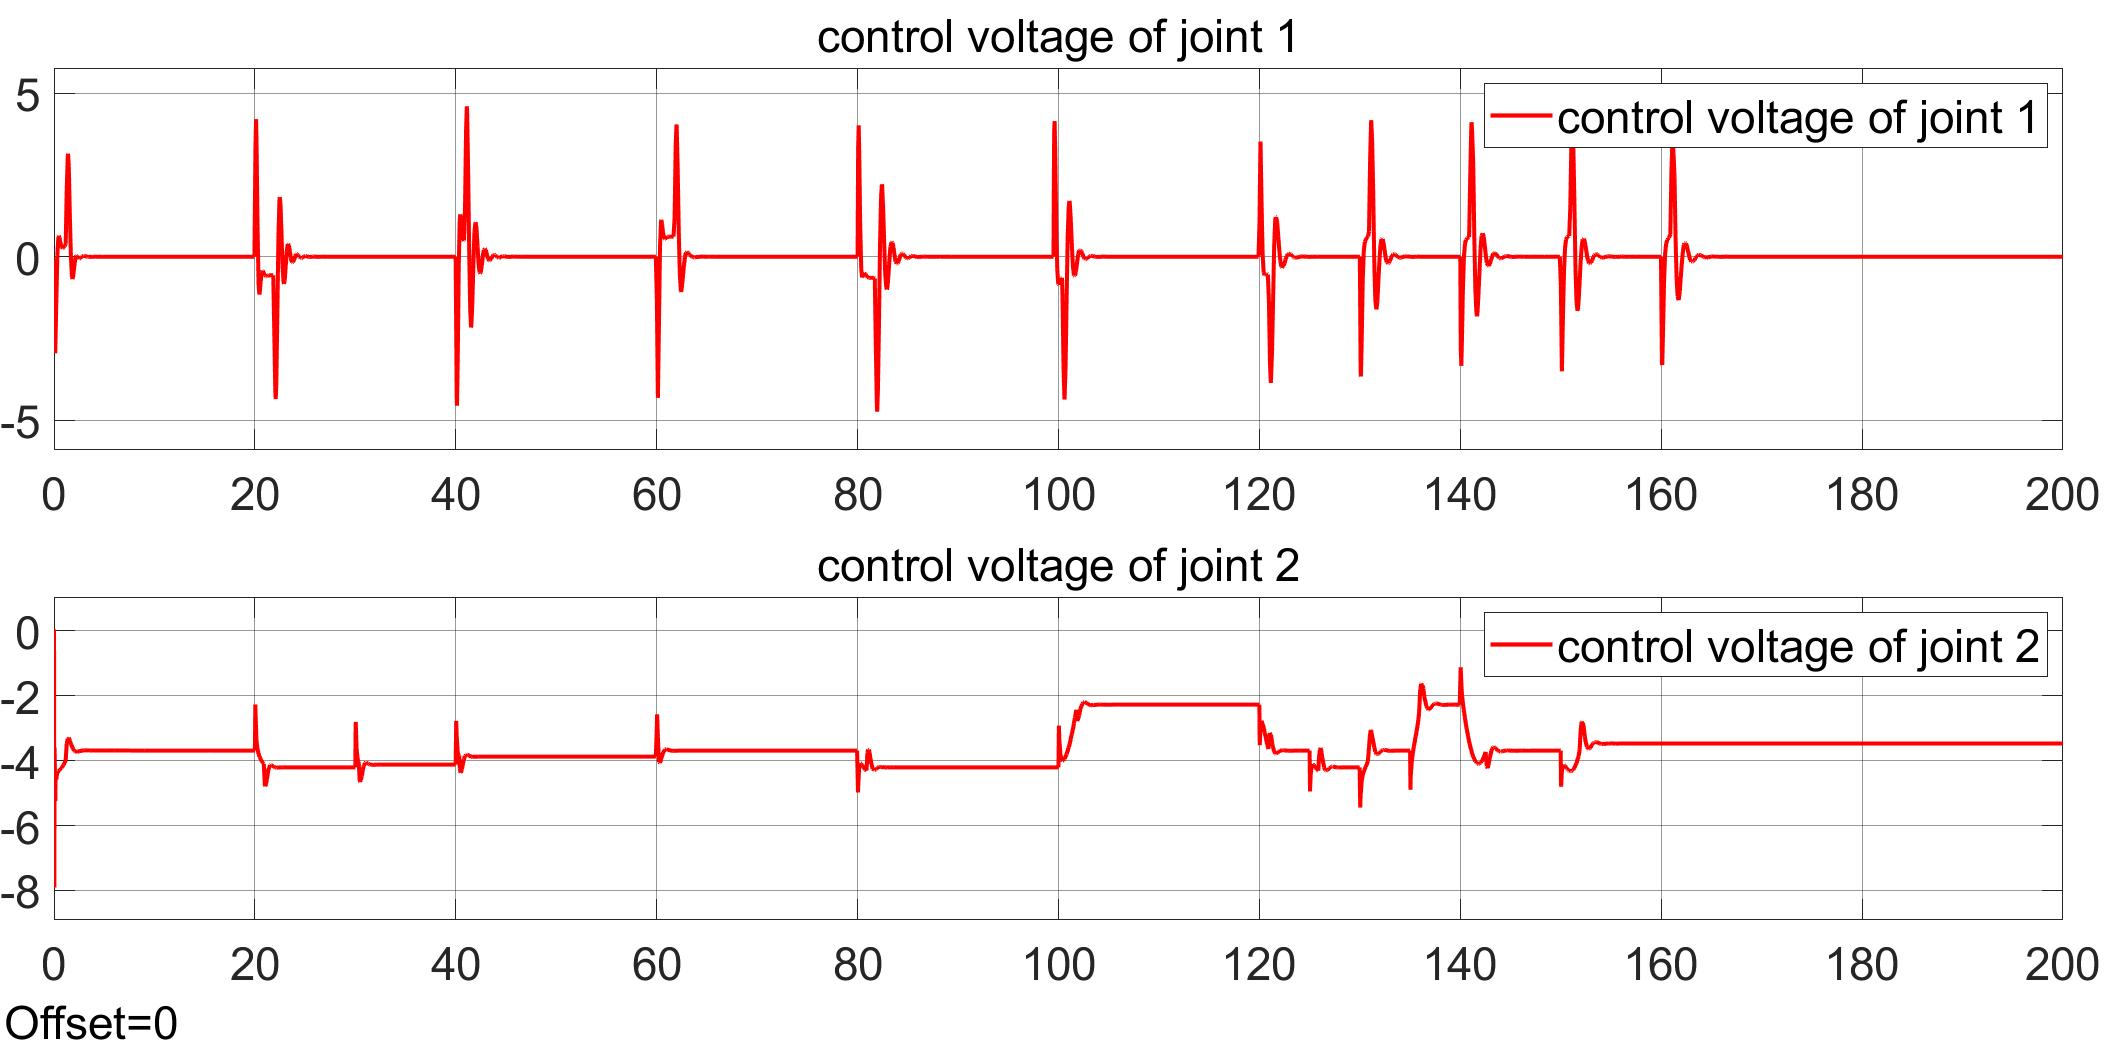 control voltage of joint 1
5
0
-5
control voltage of joint 1
0 20 40 60 80 100 120 140 160 180 200
control voltage of joint 2
0
-2
-4
-6
-8
control voltage of joint 2
0 20 40 60 80 100 120 140 160 180 200
Offset=0